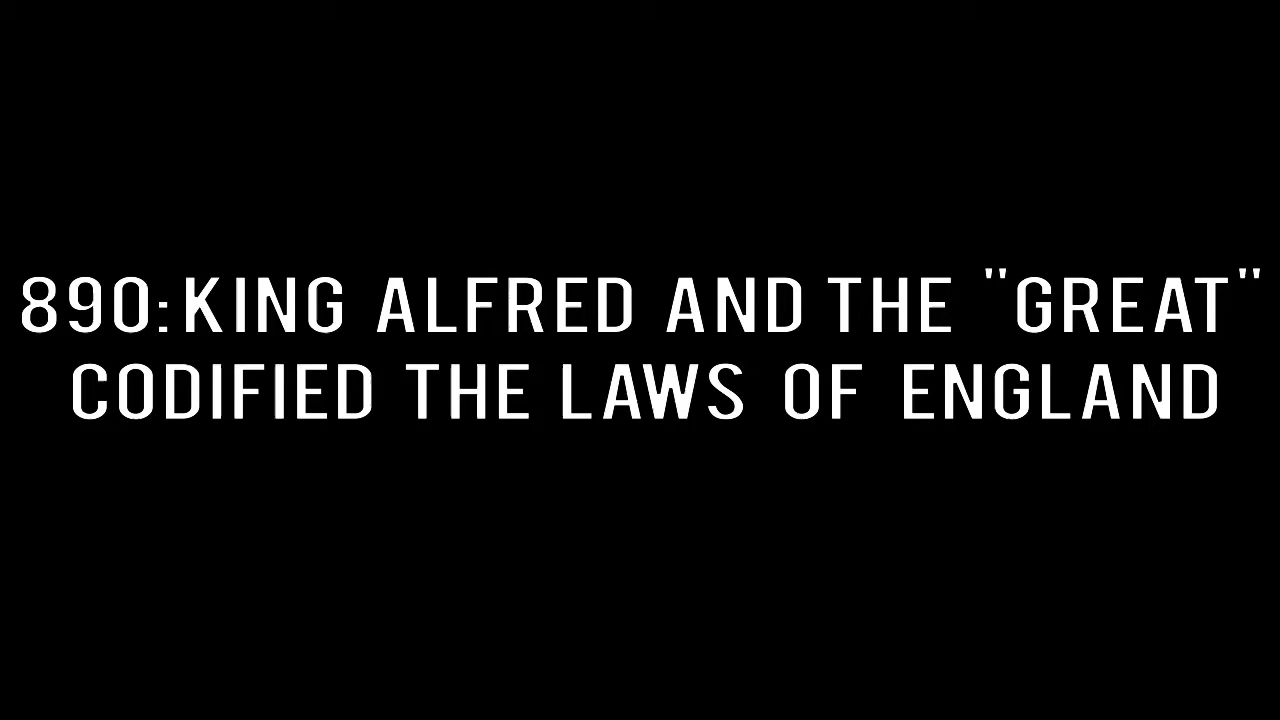 890:KING ALFRED AND THE "GREAT"
CODIFIED THE LAWS OF ENGLAND